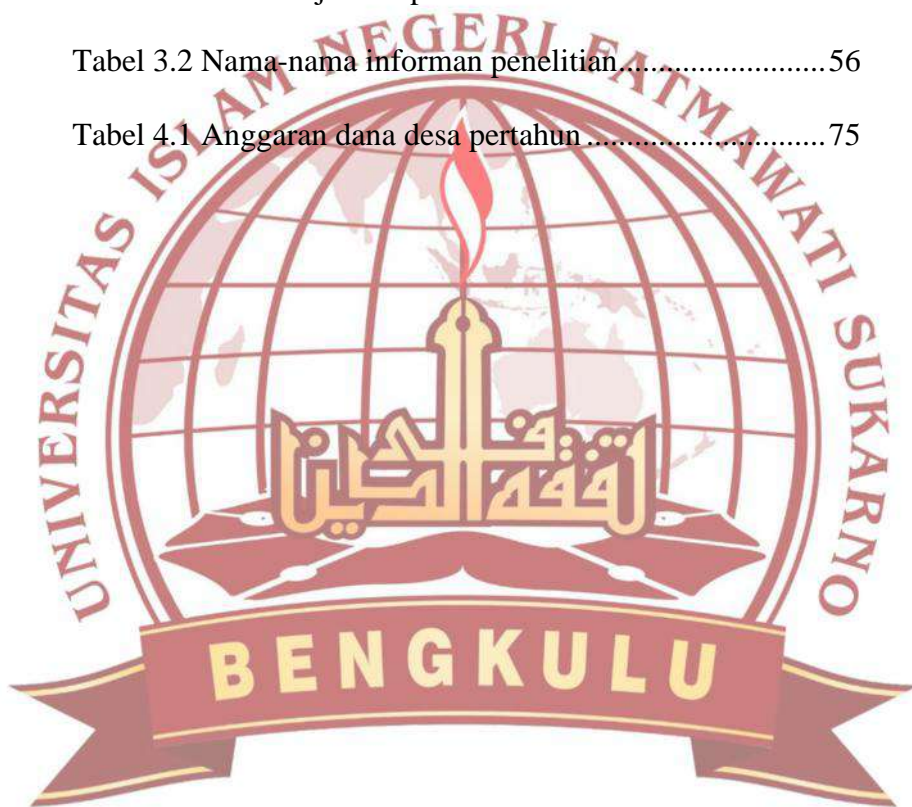 Tabel 3.2 Nama-nama informan penelitian........................56
Tabel 4.1 Anggaran dana desa pertahun ..........................75
UNIVERSITAS ISLAM NEGERI FATMAWATI SUKARNO
BENGKULU